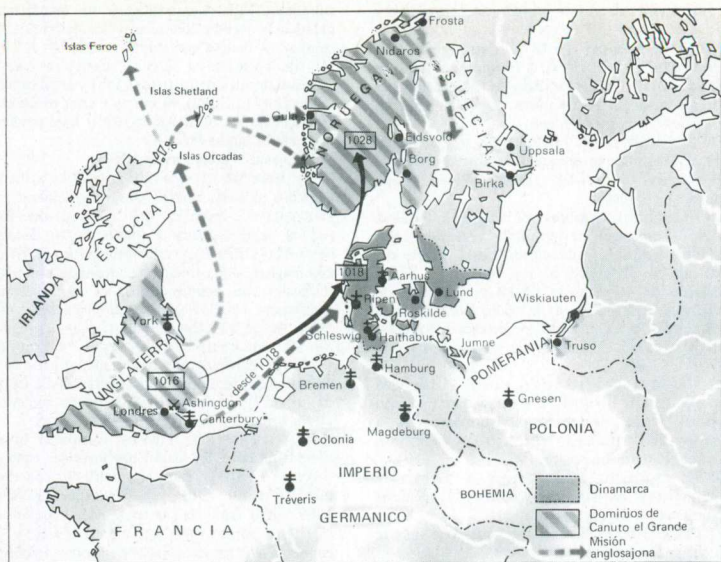 Frosta
Islas Feroe
Nidaros
Islas Shetland
NORUEGA
SUECIA
1028
Eidsvold
Uppsala
Islas Orcadas
Borg
Birka
ESCOCIA
IRLANDA
1018
Aarhus
Ripen
Lund
Wiskiauten
York
Roskilde
Schleswig
Haithabur
Jumne
Truso
INGLATERRA
POMERANIA
Hamburg
1016
desde 1018
Ashingdon
Londres
Bremen
Gnesen
Canterbury
Magdeburg
Colonia
POLONIA
IMPERIO
Tréveris
BOHEMIA
GERMANICO
FRANCIA
Dinamarca
Dominios de
Canuto el Grande
Misión
anglosajona